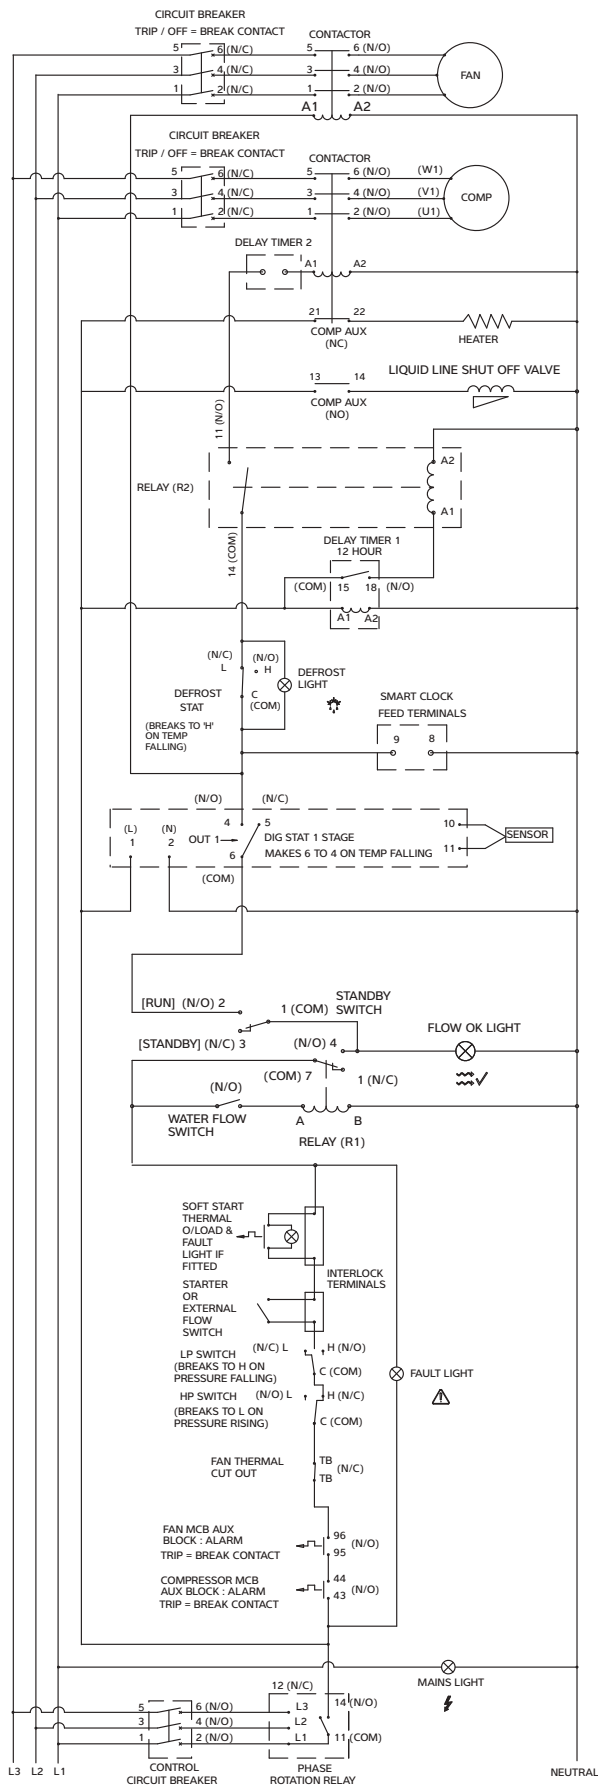 CIRCUIT BREAKER
TRIP / OFF = BREAK CONTACT
CONTACTOR
5 6 (N/C) 5 6 (N/O)
3 4 (N/C) 3 4 (N/O)
FAN
1 2 (N/C) 1 2 (N/O)
A1 A2
CIRCUIT BREAKER
TRIP / OFF = BREAK CONTACT
CONTACTOR
5 6 (N/C) 5 6 (N/O) (W1)
3 4 (N/C) 3 4 (N/O) (V1)
COMP
1 2 (N/C) 1 2 (N/O) (U1)
DELAY TIMER 2
A1 A2
21 22
COMP AUX
(NC)
HEATER
LIQUID LINE SHUT OFF VALVE
13 14
COMP AUX
(NO)
11 (N/O)
RELAY (R2)
A2
A1
14 (COM)
DELAY TIMER 1
12 HOUR
(COM) 15 18 (N/O)
A1 A2
(N/C) (N/O)
L H
DEFROST
LIGHT
DEFROST
STAT
C
(COM)
(BREAKS TO 'H'
ON TEMP
FALLING)
SMART CLOCK
FEED TERMINALS
9 8
(N/O) (N/C)
4 5
(L) (N)
1 2
OUT 1
DIG STAT 1 STAGE
6 MAKES 6 TO 4 ON TEMP FALLING
10
11
SENSOR
(COM)
[RUN] (N/O) 2
1 (COM)
STANDBY
SWITCH
[STANDBY] (N/C) 3
(N/O) 4
FLOW OK LIGHT
(COM) 7
1 (N/C)
(N/O)
WATER FLOW
SWITCH
A B
RELAY (R1)
SOFT START
THERMAL
O/LOAD &
FAULT
LIGHT IF
FITTED
INTERLOCK
TERMINALS
STARTER
OR
EXTERNAL
FLOW
SWITCH
(N/C) L H (N/O)
LP SWITCH
(BREAKS TO H ON
PRESSURE FALLING)
C (COM)
FAULT LIGHT
HP SWITCH (N/O) L H (N/C)
(BREAKS TO L ON
PRESSURE RISING)
C (COM)
FAN THERMAL
CUT OUT
TB
(N/C)
TB
FAN MCB AUX
BLOCK : ALARM
TRIP = BREAK CONTACT
96
(N/O)
95
COMPRESSOR MCB
AUX BLOCK : ALARM
TRIP = BREAK CONTACT
44
(N/O)
43
MAINS LIGHT
12 (N/C)
5 6 (N/O) L3 14 (N/O)
3 4 (N/O) L2
1 2 (N/O) L1 11 (COM)
L3 L2 L1
CONTROL
CIRCUIT BREAKER
PHASE
ROTATION RELAY
NEUTRAL